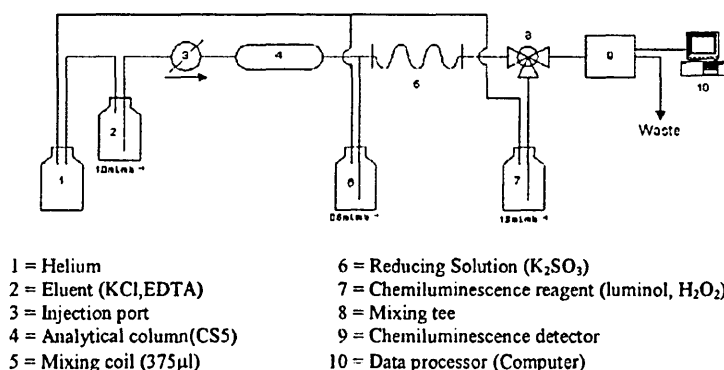 8
3
4
9
10
2
Waste
1
6
7
1 = Helium
2 = Eluent (KCl,EDTA)
3 = Injection port
4 = Analytical column(CS5)
5 = Mixing coil (375µl)
6 = Reducing Solution (K₂SO₃)
7 = Chemiluminescence reagent (luminol, H₂O₂)
8 = Mixing tee
9 = Chemiluminescence detector
10 = Data processor (Computer)